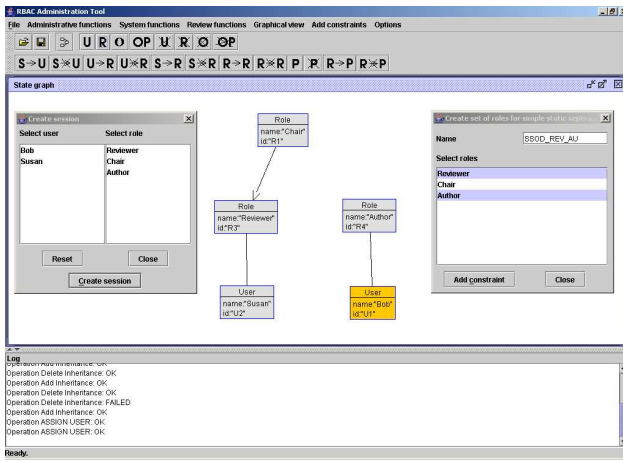 RBAC Administration Tool
File Administrative functions System functions Review functions Graphical view Add constraints Options
U R O OP U R O OP
S→U S U U→R U R S→R S R R→R R R P P R→P R P
State graph
Create session
Select user Select role
Bob
Susan
Reviewer
Chair
Author
Reset Close
Create session
Role
name:"Chair"
id:"R1"
Role
name:"Reviewer"
id:"R3"
Role
name:"Author"
id:"R4"
User
name:"Susan"
id:"U2"
User
name:"Bob"
id:"U1"
Create set of roles for simple static
Name SSOD_REV_AU
Select roles
Reviewer
Chair
Author
Add constraint Close
Log
Operation Add Inheritance: OK
Operation Delete Inheritance: OK
Operation Add Inheritance: OK
Operation Delete Inheritance: OK
Operation Delete Inheritance: FAILED
Operation Add Inheritance: OK
Operation ASSIGN USER: OK
Operation ASSIGN USER: OK
Ready.